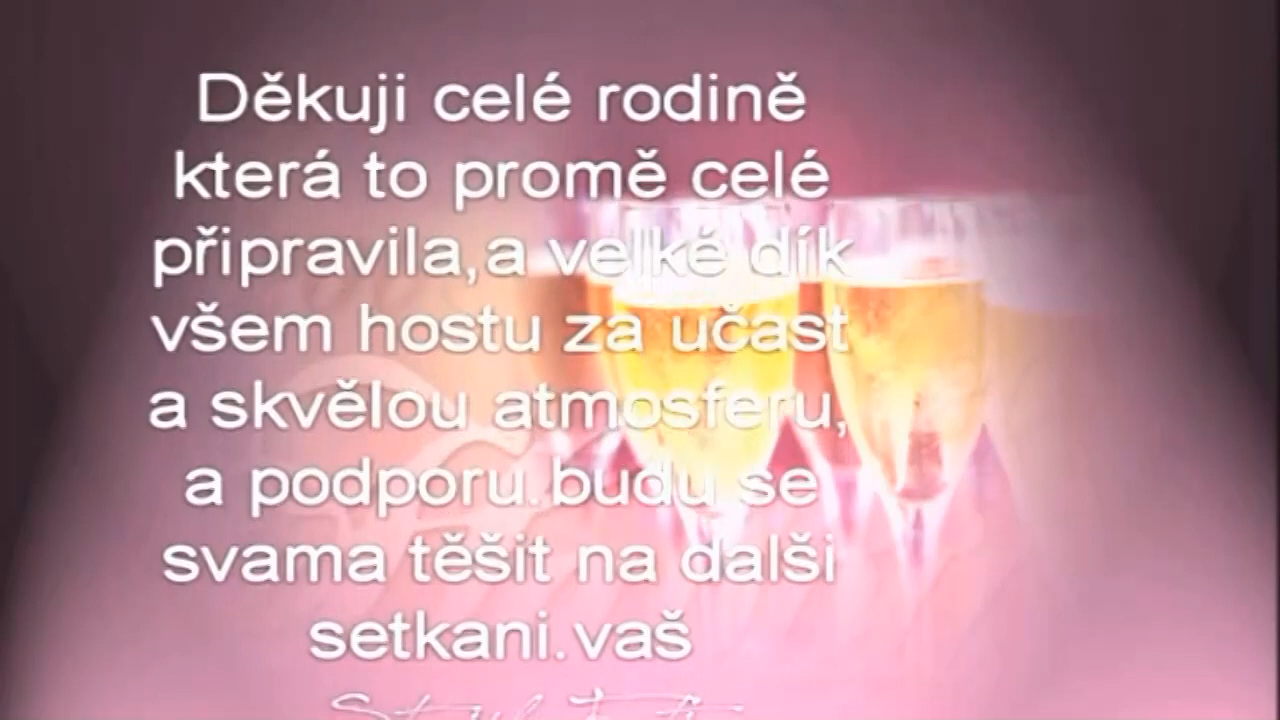 Děkuji celé rodině
která to promě celé
připravila,a velké dík
všem hostu za učast
a skvělou atmosferu,
a podporu.budu se
svama těšit na dalši
setkani.vaš